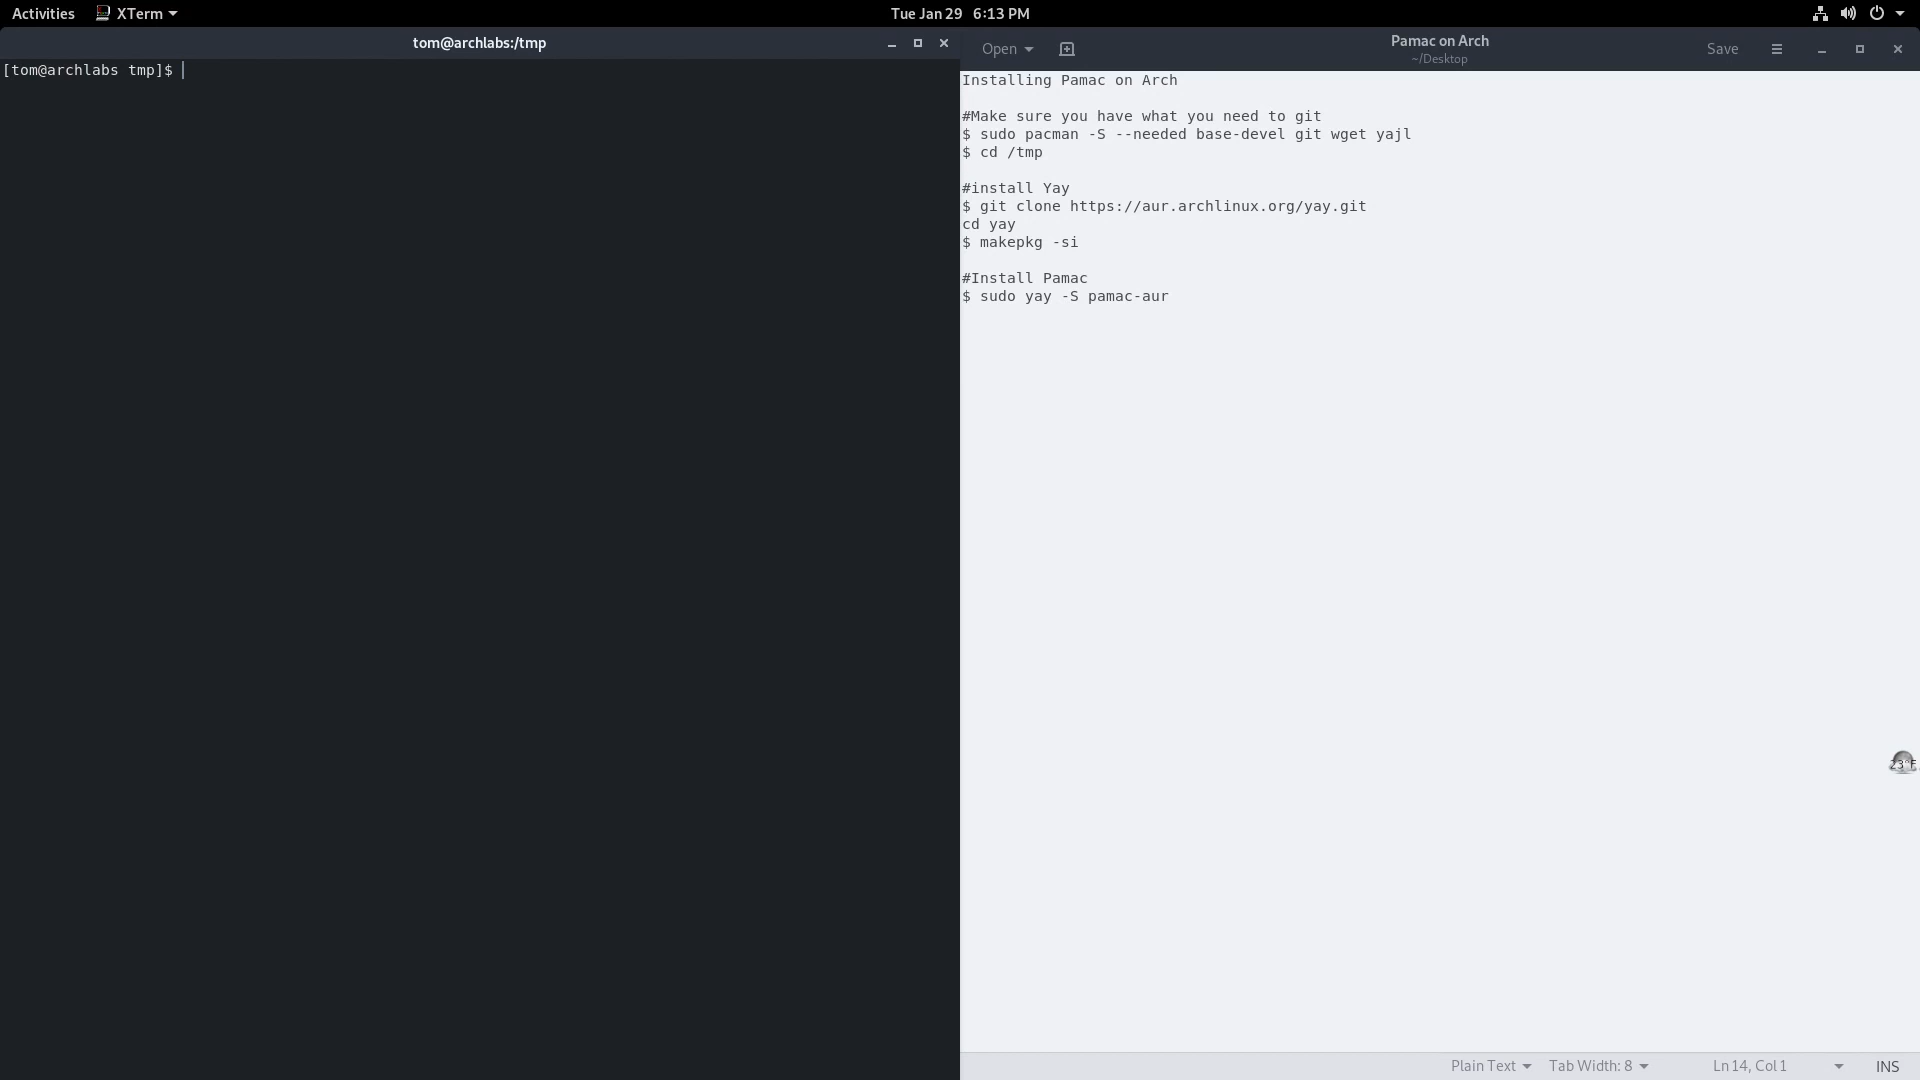 Activities XTerm Tue Jan 29 6:13 PM
tom@archlabs:/tmp
[tom@archlabs tmp]$
Open Pamac on Arch Save
~/Desktop
Installing Pamac on Arch
#Make sure you have what you need to git
$ sudo pacman -S --needed base-devel git wget yajl
$ cd /tmp
#install Yay
$ git clone https://aur.archlinux.org/yay.git
cd yay
$ makepkg -si
#Install Pamac
$ sudo yay -S pamac-aur
23°F
Plain Text Tab Width: 8 Ln 14, Col 1 INS